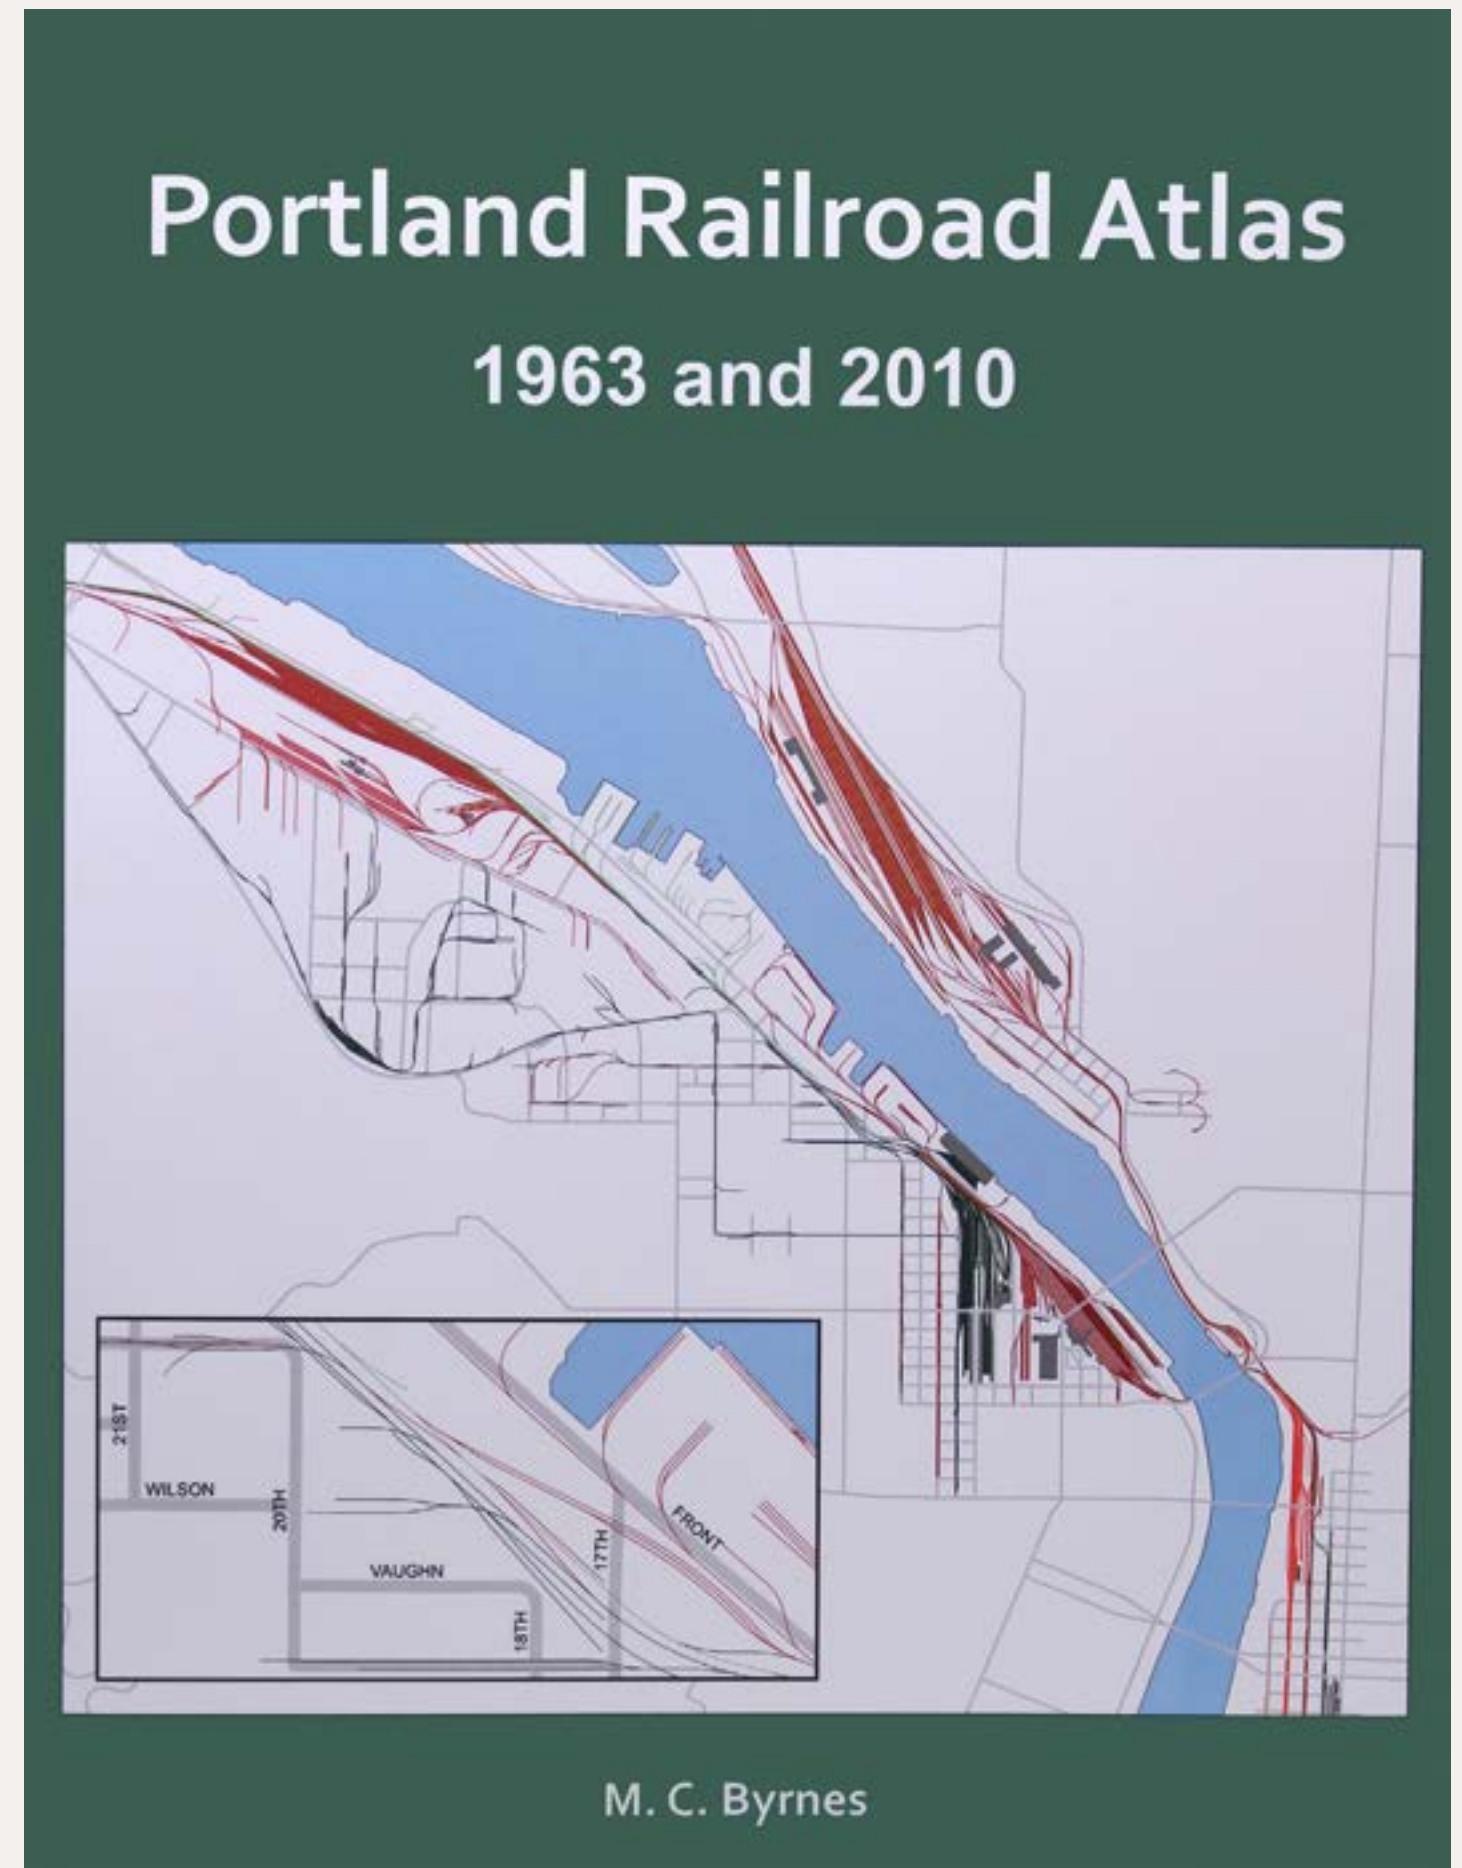 Portland Railroad Atlas
1963 and 2010
21ST
WILSON
20TH
VAUGHN
18TH
17TH
FRONT
M. C. Byrnes